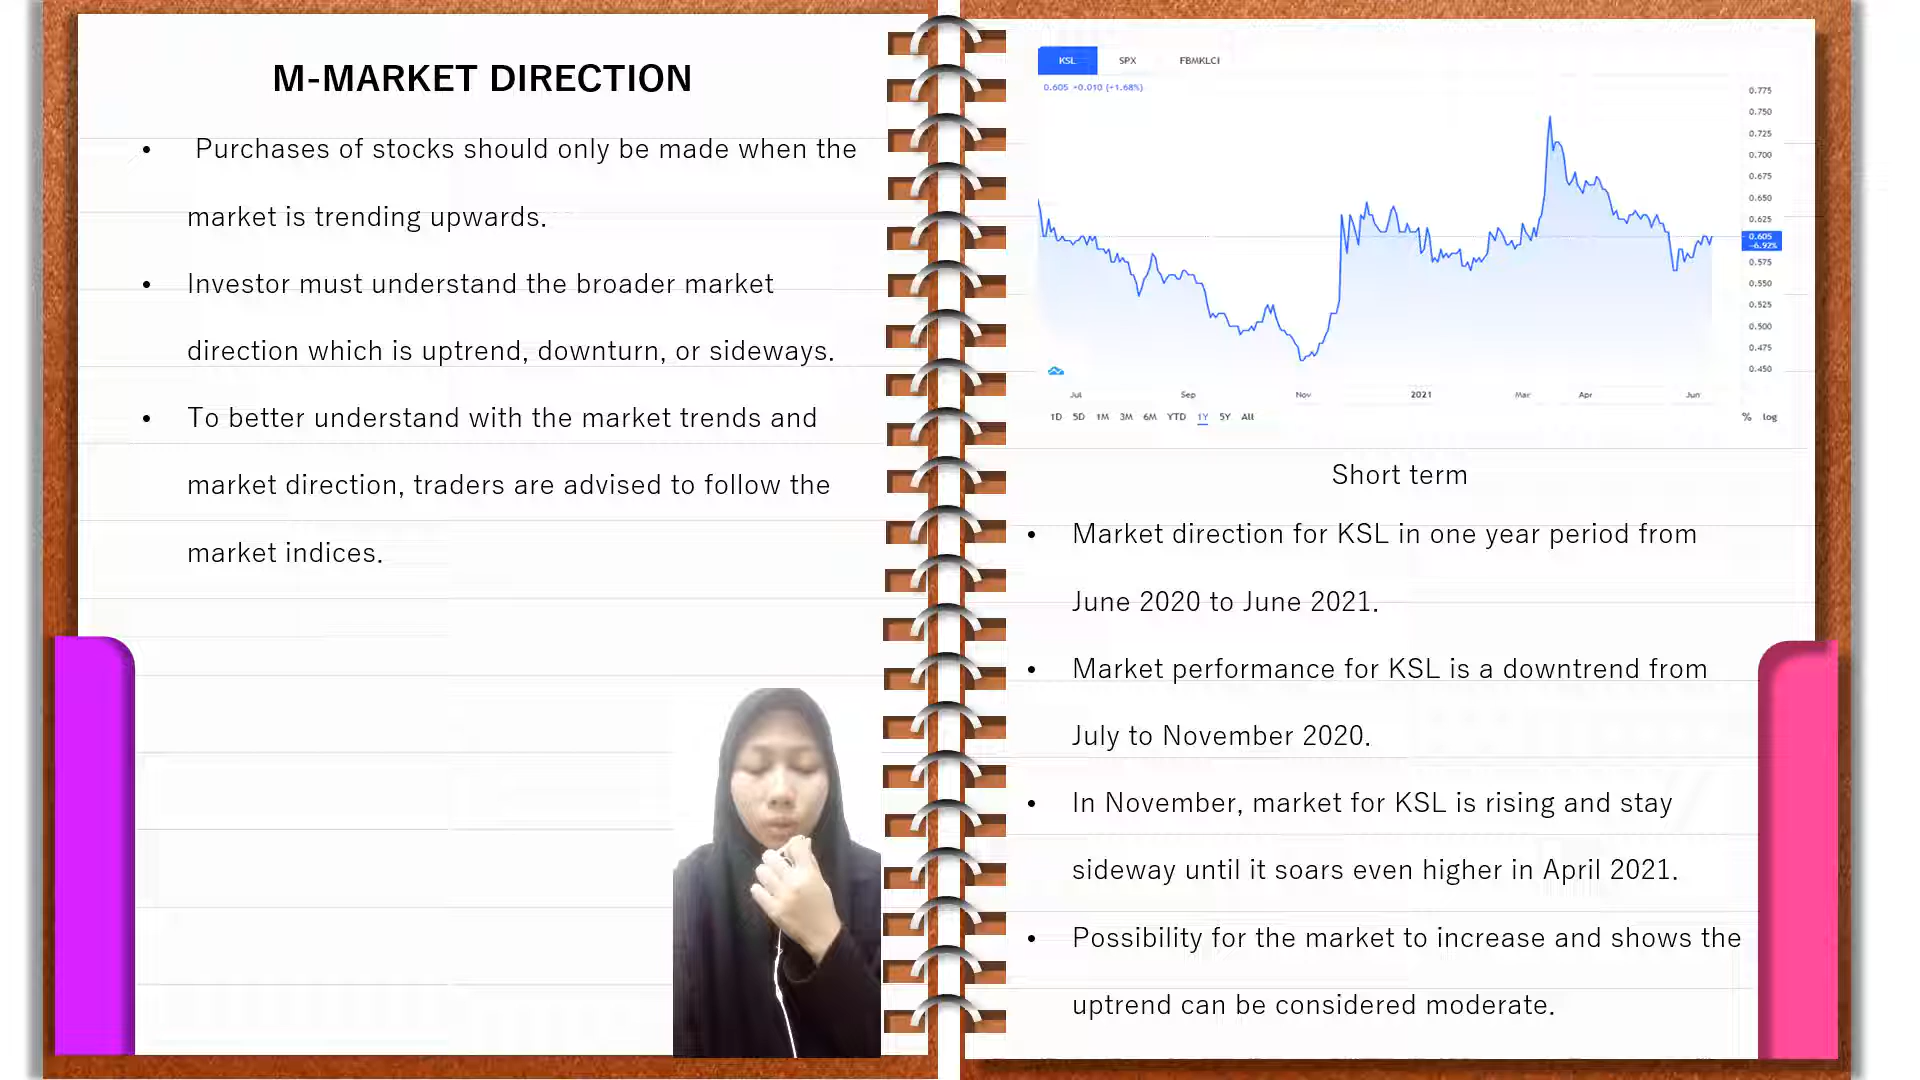 M-MARKET DIRECTION
• Purchases of stocks should only be made when the
market is trending upwards.
• Investor must understand the broader market
direction which is uptrend, downturn, or sideways.
• To better understand with the market trends and
market direction, traders are advised to follow the
market indices.
KSL SPX FBMKLCI
0.605 +0.010 (+1.68%)
0.775
0.750
0.725
0.700
0.675
0.650
0.625
0.605
-6.92%
0.575
0.550
0.525
0.500
0.475
0.450
Jul Sep Nov 2021 Mar Apr Jun
1D 5D 1M 3M 6M YTD 1Y 5Y All % log
Short term
• Market direction for KSL in one year period from
June 2020 to June 2021.
• Market performance for KSL is a downtrend from
July to November 2020.
• In November, market for KSL is rising and stay
sideway until it soars even higher in April 2021.
• Possibility for the market to increase and shows the
uptrend can be considered moderate.